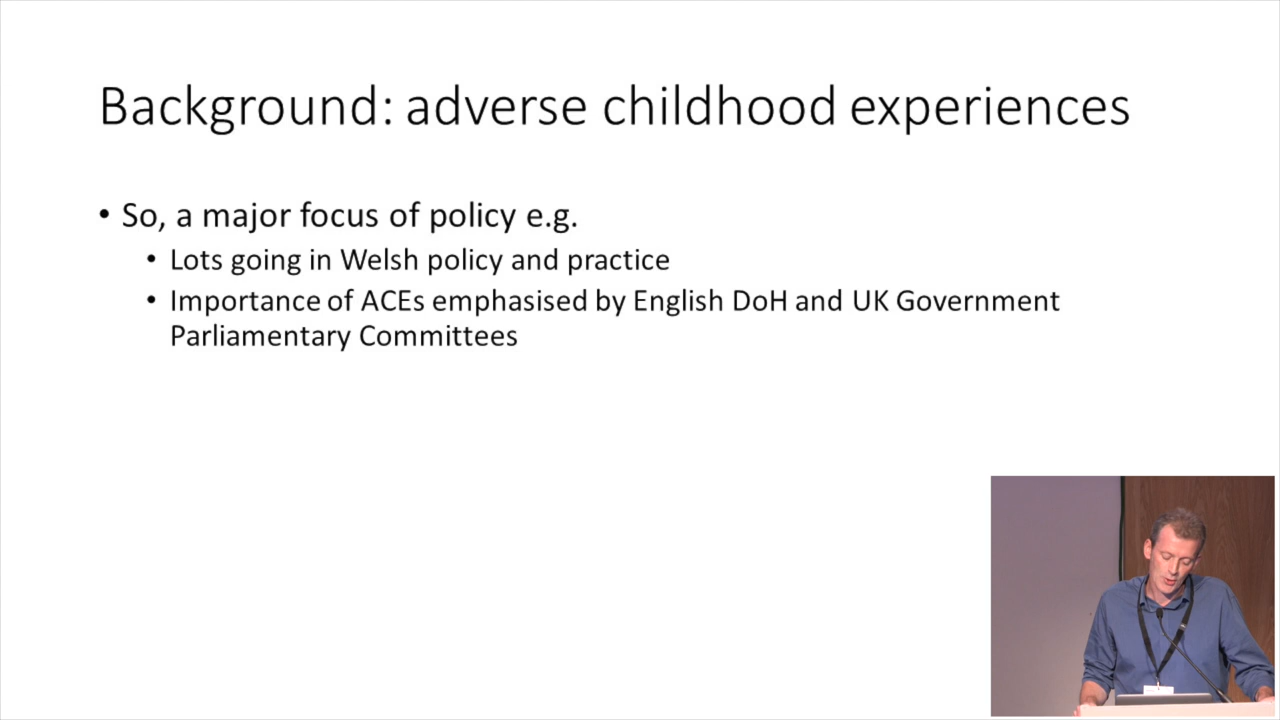 Background: adverse childhood experiences
• So, a major focus of policy e.g.
• Lots going in Welsh policy and practice
• Importance of ACEs emphasised by English DoH and UK Government
Parliamentary Committees